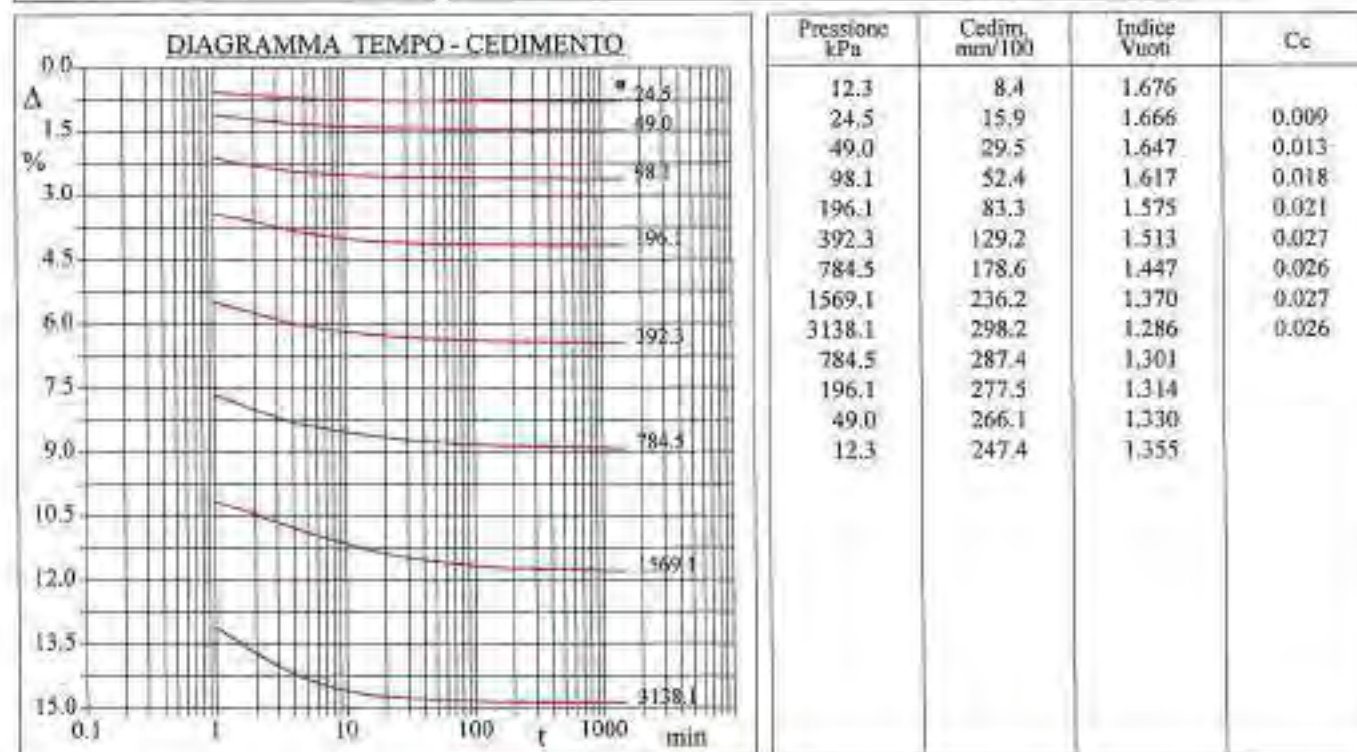 DIAGRAMMA TEMPO - CEDIMENTO
0.0
Δ
1.5
%
3.0
4.5
6.0
7.5
9.0
10.5
12.0
13.5
15.0
24.5
49.0
98.1
196.1
392.3
784.5
1569.1
3138.1
0.1 1 10 100 t 1000 min
Pressione kPa Cedim. mm/100 Indice Vuoti Cc
12.3 8.4 1.676
24.5 15.9 1.666 0.009
49.0 29.5 1.647 0.013
98.1 52.4 1.617 0.018
196.1 83.3 1.575 0.021
392.3 129.2 1.513 0.027
784.5 178.6 1.447 0.026
1569.1 236.2 1.370 0.027
3138.1 298.2 1.286 0.026
784.5 287.4 1.301
196.1 277.5 1.314
49.0 266.1 1.330
12.3 247.4 1.355